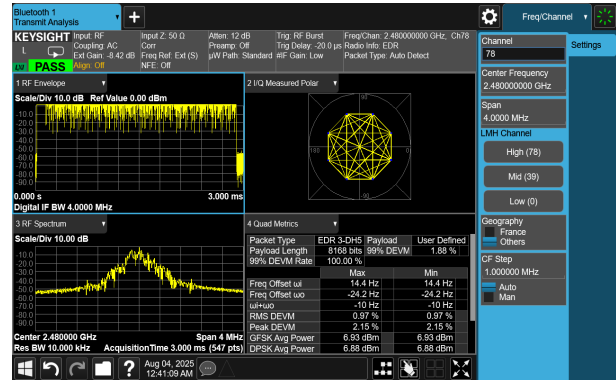 Bluetooth 1
Transmit Analysis
Freq/Channel
KEYSIGHT
L
LXI
PASS
Input: RF
Coupling: AC
Ext Gain: -8.42 dB
Align: Off
Input Z: 50 Ω
Corr
Freq Ref: Ext (S)
NFE: Off
Atten: 12 dB
Preamp: Off
µW Path: Standard
Trig: RF Burst
Trig Delay: -20.0 µs
#IF Gain: Low
Freq/Chan: 2.480000000 GHz, Ch78
Radio Info: EDR
Packet Type: Auto Detect
1 RF Envelope
Scale/Div 10.0 dB Ref Value 0.00 dBm
-10.0
-20.0
-30.0
-40.0
-50.0
-60.0
-70.0
-80.0
-90.0
0.000 s 3.000 ms
Digital IF BW 4.0000 MHz
2 I/Q Measured Polar
90
180
-90
3 RF Spectrum
Scale/Div 10.00 dB
-10.0
-20.0
-30.0
-40.0
-50.0
-60.0
-70.0
-80.0
-90.0
Center 2.480000 GHz Span 4 MHz
Res BW 10.000 kHz AcquisitionTime 3.000 ms (547 pts)
4 Quad Metrics
Packet Type EDR 3-DH5 Payload User Defined
Payload Length 8168 bits 99% DEVM 1.88 %
99% DEVM Rate 100.00 %
Max Min
Freq Offset ωi 14.4 Hz 14.4 Hz
Freq Offset ωo -24.2 Hz -24.2 Hz
ωi+ωo -10 Hz -10 Hz
RMS DEVM 0.97 % 0.97 %
Peak DEVM 2.15 % 2.15 %
GFSK Avg Power 6.93 dBm 6.93 dBm
DPSK Avg Power 6.88 dBm 6.88 dBm
Channel
78
Settings
Center Frequency
2.480000000 GHz
Span
4.0000 MHz
LMH Channel
High (78)
Mid (39)
Low (0)
Geography
France
Others
CF Step
1.000000 MHz
Auto
Man
?
Aug 04, 2025
12:41:09 AM